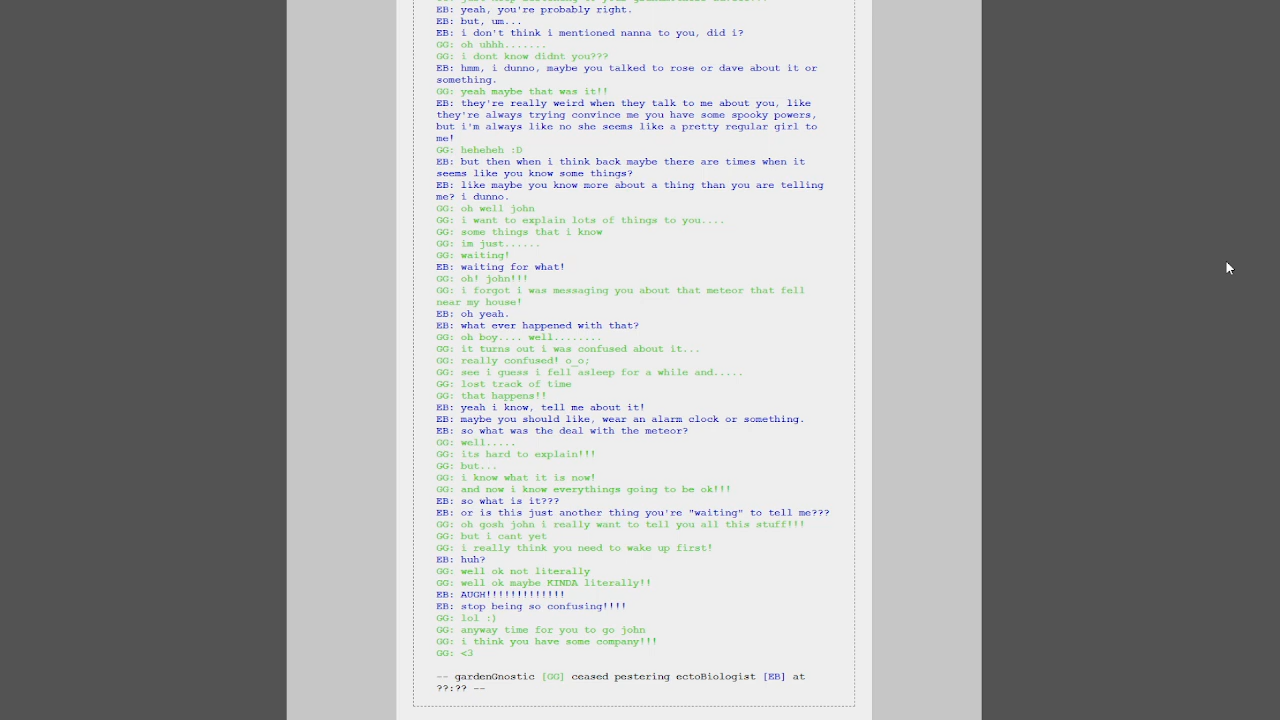 EB: yeah, you're probably right.
EB: but, um...
EB: i don't think i mentioned nanna to you, did i?
GG: oh uhhh.......
GG: i dont know didnt you???
EB: hmm, i dunno, maybe you talked to rose or dave about it or
something.
GG: yeah maybe that was it!!
EB: they're really weird when they talk to me about you, like
they're always trying convince me you have some spooky powers,
but i'm always like no she seems like a pretty regular girl to
me!
GG: heheheh :D
EB: but then when i think back maybe there are times when it
seems like you know some things?
EB: like maybe you know more about a thing than you are telling
me? i dunno.
GG: oh well john
GG: i want to explain lots of things to you....
GG: some things that i know
GG: im just......
GG: waiting!
EB: waiting for what!
GG: oh! john!!!
GG: i forgot i was messaging you about that meteor that fell
near my house!
EB: oh yeah.
EB: what ever happened with that?
GG: oh boy.... well........
GG: it turns out i was confused about it...
GG: really confused! o_o;
GG: see i guess i fell asleep for a while and.....
GG: lost track of time
GG: that happens!!
EB: yeah i know, tell me about it!
EB: maybe you should like, wear an alarm clock or something.
EB: so what was the deal with the meteor?
GG: well.....
GG: its hard to explain!!!
GG: but...
GG: i know what it is now!
GG: and now i know everythings going to be ok!!!
EB: so what is it???
EB: or is this just another thing you're "waiting" to tell me???
GG: oh gosh john i really want to tell you all this stuff!!!
GG: but i cant yet
GG: i really think you need to wake up first!
EB: huh?
GG: well ok not literally
GG: well ok maybe KINDA literally!!
EB: AUGH!!!!!!!!!!!!!
EB: stop being so confusing!!!!
GG: lol :)
GG: anyway time for you to go john
GG: i think you have some company!!!
GG: <3
-- gardenGnostic [GG] ceased pestering ectoBiologist [EB] at
??:?? --